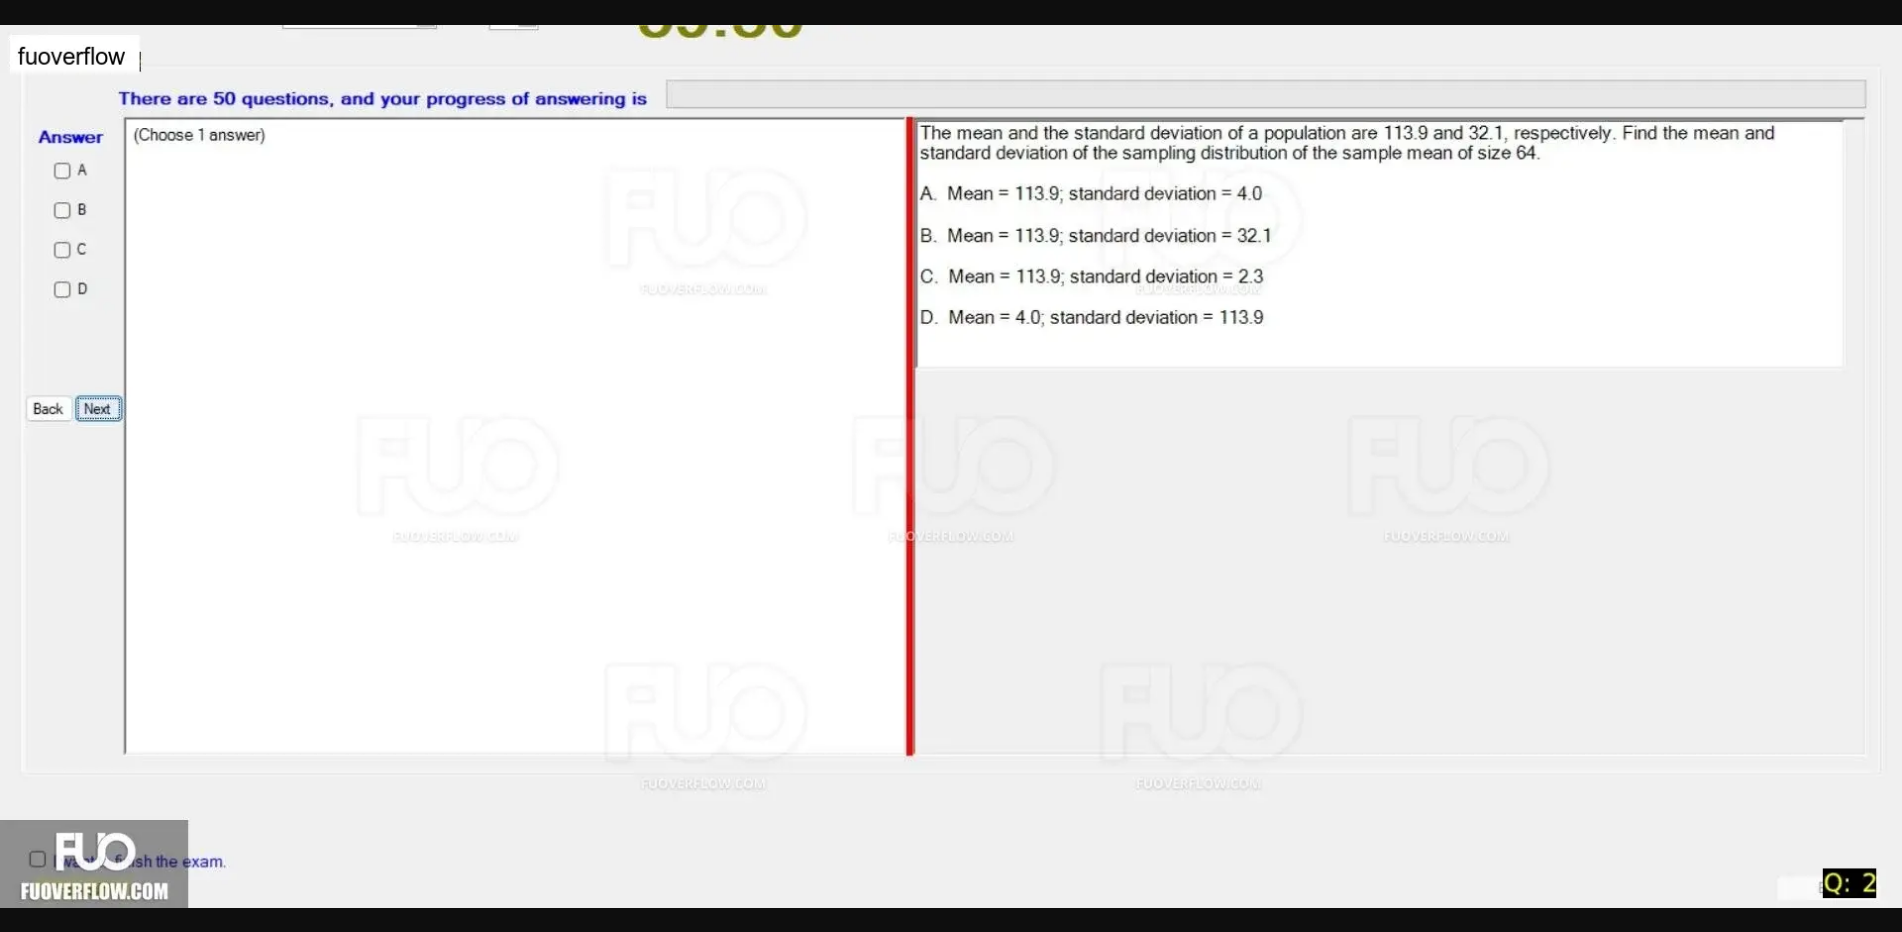 fuoverflow
There are 50 questions, and your progress of answering is
Answer
(Choose 1 answer)
A
B
C
D
Back
Next
The mean and the standard deviation of a population are 113.9 and 32.1, respectively. Find the mean and
standard deviation of the sampling distribution of the sample mean of size 64.
A. Mean = 113.9; standard deviation = 4.0
B. Mean = 113.9; standard deviation = 32.1
C. Mean = 113.9; standard deviation = 2.3
D. Mean = 4.0; standard deviation = 113.9
FUO
FUOVERFLOW.COM
FUO
FUOVERFLOW.COM
FUO
FUOVERFLOW.COM
FUO
FUOVERFLOW.COM
FUO
FUOVERFLOW.COM
FUO
FUOVERFLOW.COM
FUO
FUOVERFLOW.COM
the exam.
FUO
FUOVERFLOW.COM
Q: 2